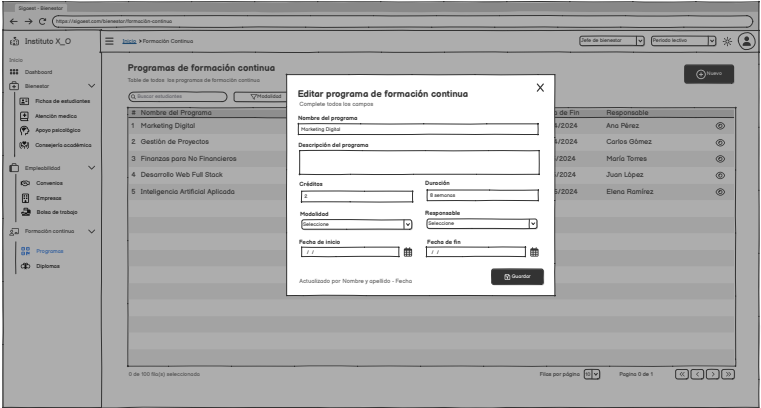 Sigaest - Bienestar
https://sigaest.com/bienestar/formación-continua
Instituto X_O
Inicio > Formación Continua
Jefe de bienestar
Periodo lectivo
Inicio
Dashboard
Bienestar
Fichas de estudiantes
Atención medica
Apoyo psicológico
Consejería académica
Empleabilidad
Convenios
Empresas
Bolsa de trabajo
Formación continua
Programas
Diplomas
Programas de formación continua
Tabla de todos los programas de formación continua
Nuevo
Buscar estudiantes
Modalidad
# Nombre del Programa
o de Fin
Responsable
1 Marketing Digital
4/2024
Ana Pérez
2 Gestión de Proyectos
5/2024
Carlos Gómez
3 Finanzas para No Financieros
/2024
María Torres
4 Desarrollo Web Full Stack
/2024
Juan López
5 Inteligencia Artificial Aplicada
5/2024
Elena Ramírez
Editar programa de formación continua
X
Complete todos los campos
Nombre del programa
Marketing Digital
Descripción del programa
Créditos
Duración
2
8 semanas
Modalidad
Responsable
Seleccione
Seleccione
Fecha de inicio
Fecha de fin
/ /
/ /
Actualizado por Nombre y apellido - Fecha
Guardar
0 de 100 fila(s) seleccionado
Filas por página
10
Pagina 0 de 1
<< < > >>